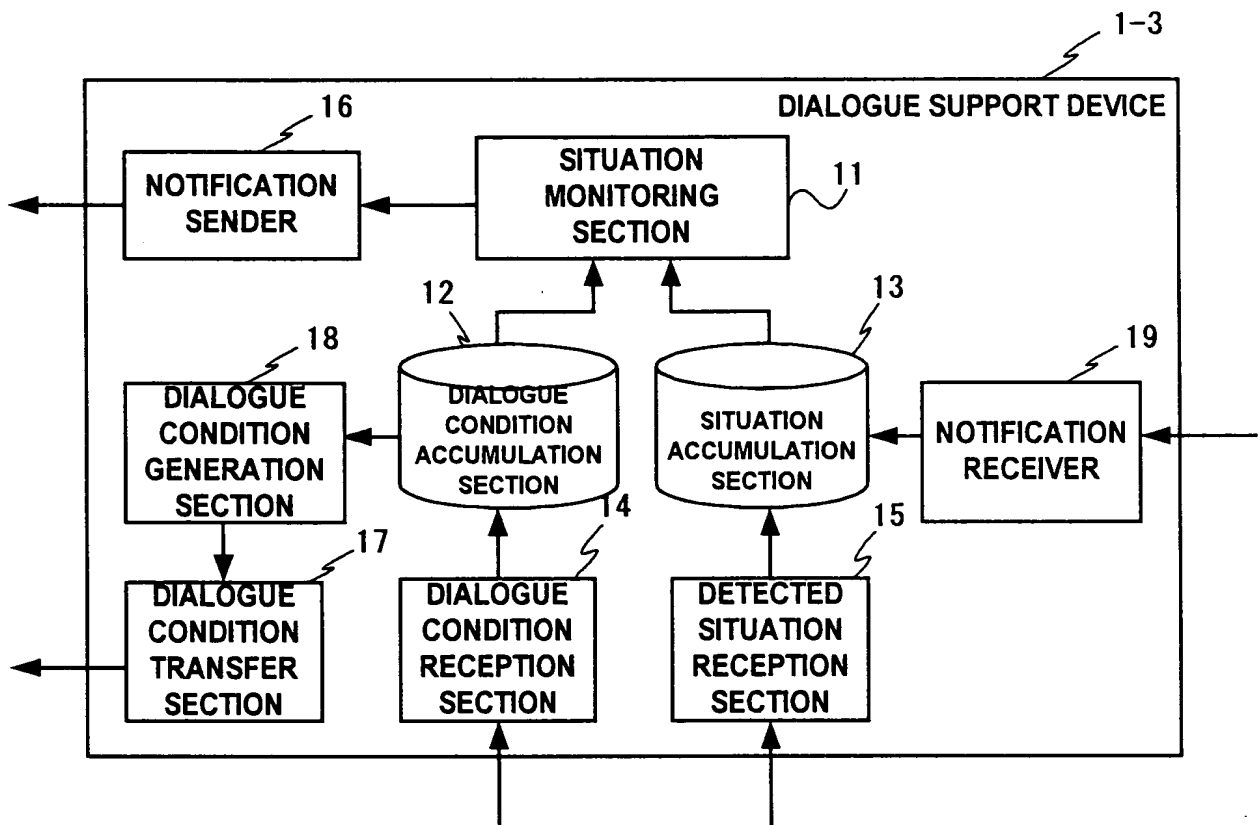 1-3
DIALOGUE SUPPORT DEVICE
16
NOTIFICATION
SENDER
SITUATION
MONITORING
SECTION
11
12
DIALOGUE
CONDITION
ACCUMULATION
SECTION
13
SITUATION
ACCUMULATION
SECTION
19
NOTIFICATION
RECEIVER
18
DIALOGUE
CONDITION
GENERATION
SECTION
17
DIALOGUE
CONDITION
TRANSFER
SECTION
14
DIALOGUE
CONDITION
RECEPTION
SECTION
15
DETECTED
SITUATION
RECEPTION
SECTION